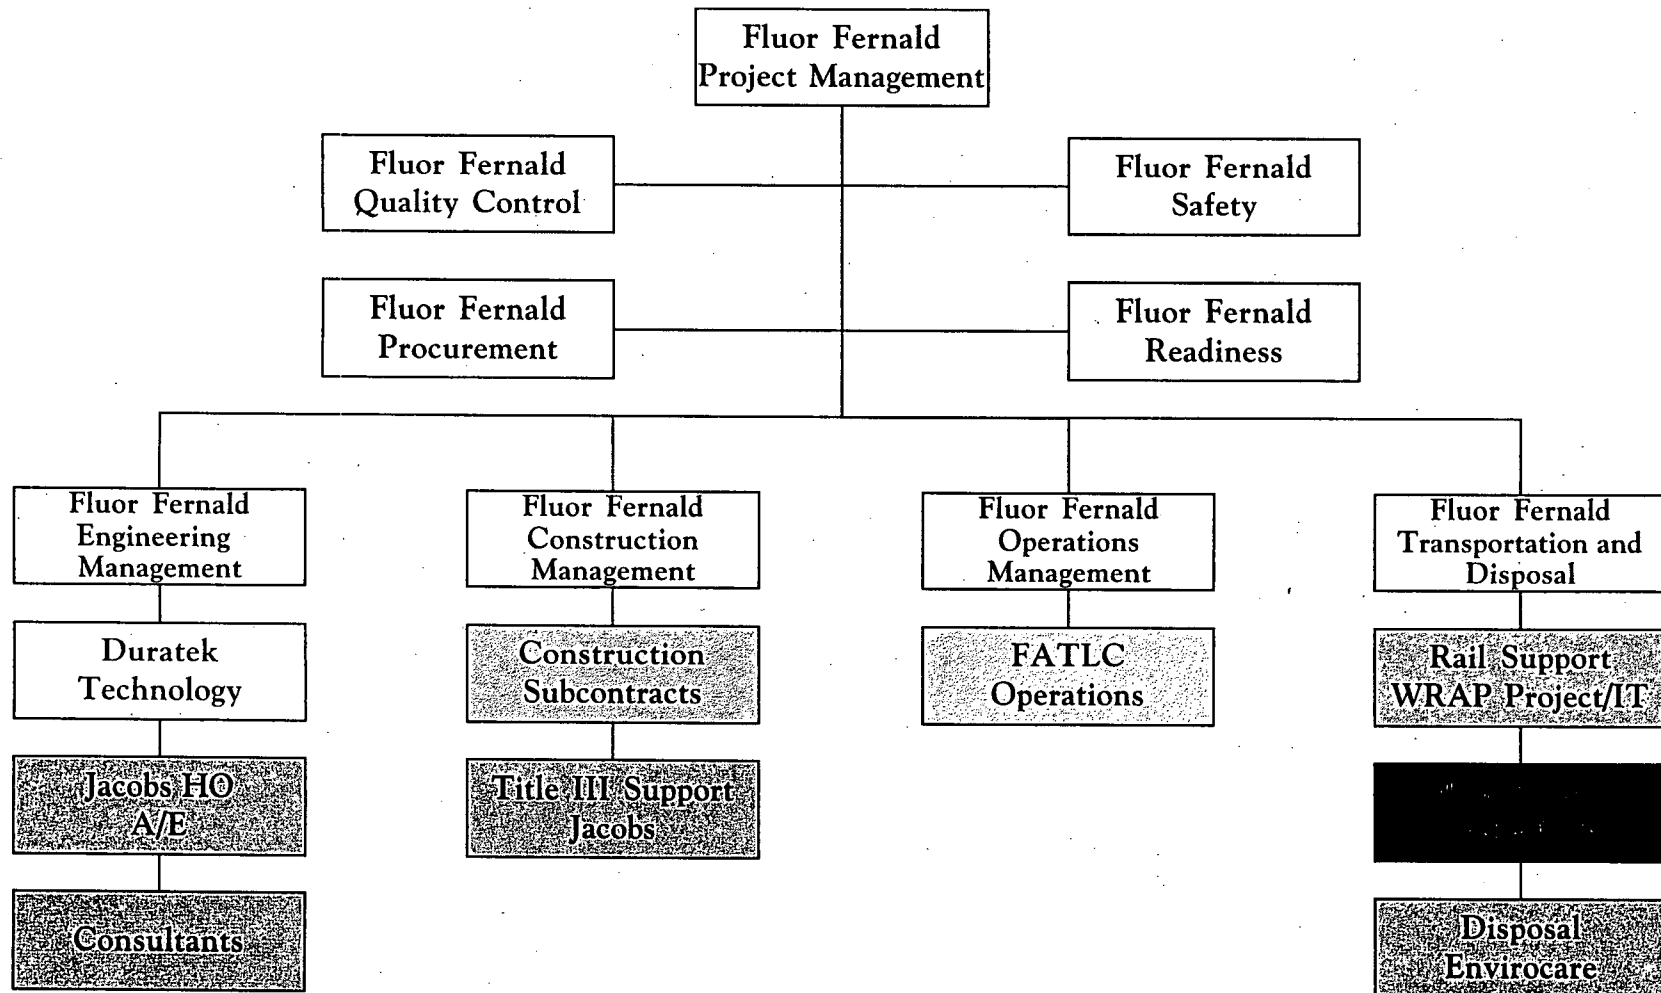 Fluor Fernald
Project Management
Fluor Fernald
Quality Control
Fluor Fernald
Safety
Fluor Fernald
Procurement
Fluor Fernald
Readiness
Fluor Fernald
Engineering
Management
Fluor Fernald
Construction
Management
Fluor Fernald
Operations
Management
Fluor Fernald
Transportation and
Disposal
Duratek
Technology
Construction
Subcontracts
FATLC
Operations
Rail Support
WRAP Project/IT
Jacobs HO
A/E
Title III Support
Jacobs
Consultants
Disposal
Envirocare